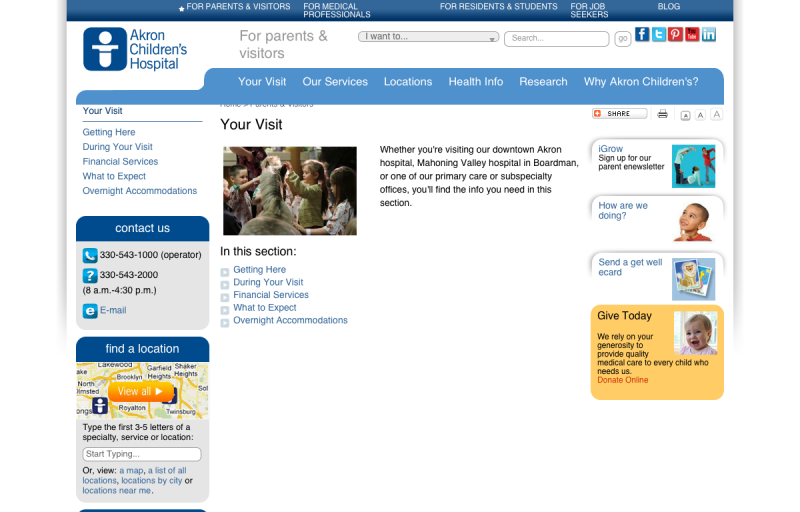 FOR PARENTS & VISITORS
FOR MEDICAL
PROFESSIONALS
FOR RESIDENTS & STUDENTS
FOR JOB
SEEKERS
BLOG
Akron
Children's
Hospital
For parents &
visitors
I want to...
Search...
go
Your Visit
Our Services
Locations
Health Info
Research
Why Akron Children's?
Home > Parents & Visitors
SHARE
A
A
A
Your Visit
Getting Here
During Your Visit
Financial Services
What to Expect
Overnight Accommodations
contact us
330-543-1000 (operator)
330-543-2000
(8 a.m.-4:30 p.m.)
E-mail
find a location
Lakewood
Garfield
Heights
Shaker
Heights
Brooklyn
North
Olmsted
View all
Royalton
Twinsburg
Type the first 3-5 letters of a
specialty, service or location:
Start Typing...
Or, view: a map, a list of all
locations, locations by city or
locations near me.
Your Visit
Whether you're visiting our downtown Akron
hospital, Mahoning Valley hospital in Boardman,
or one of our primary care or subspecialty
offices, you'll find the info you need in this
section.
In this section:
Getting Here
During Your Visit
Financial Services
What to Expect
Overnight Accommodations
iGrow
Sign up for our
parent enewsletter
How are we
doing?
Send a get well
ecard
Give Today
We rely on your
generosity to
provide quality
medical care to every child who
needs us.
Donate Online